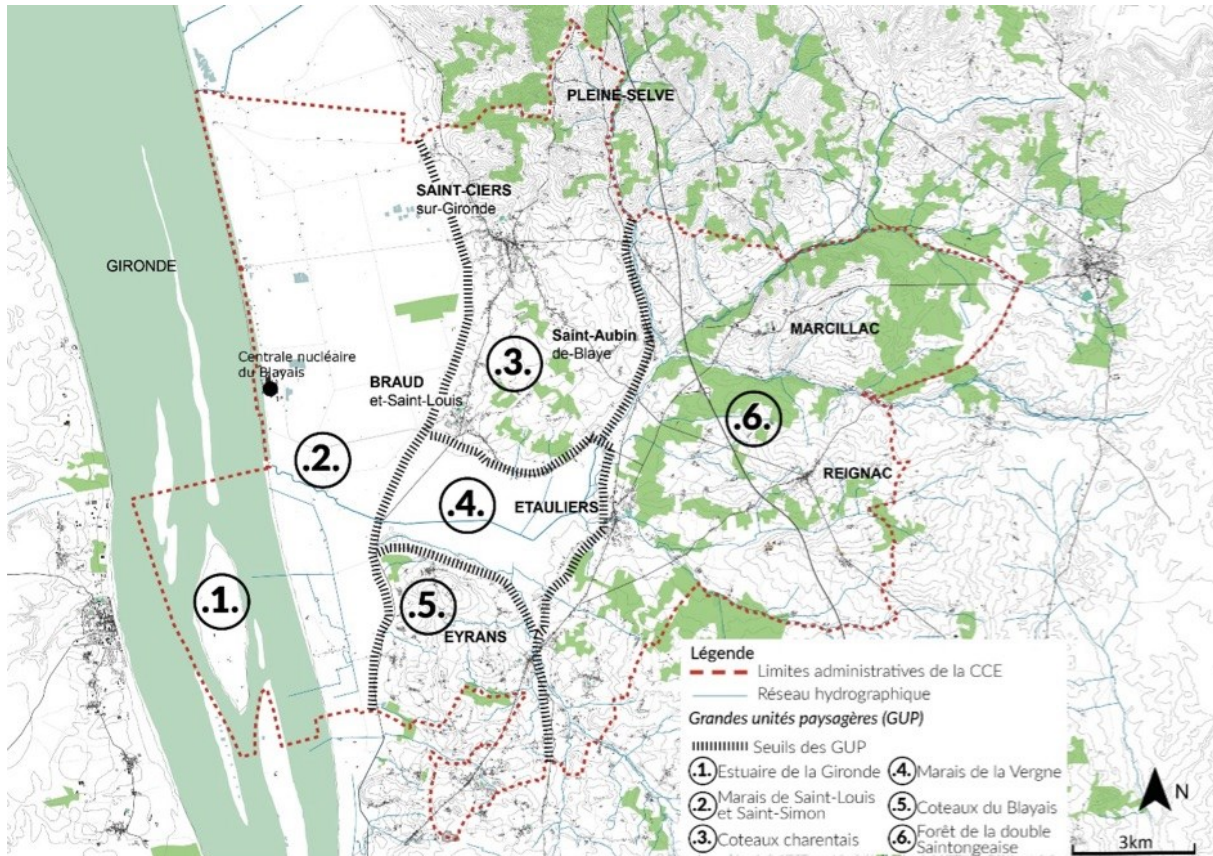 PLEINE-SELVE
SAINT-CIERS
sur-Gironde
GIRONDE
MARCILLAC
Saint-Aubin
de-Blaye
.3.
Centrale nucléaire
du Blayais
BRAUD
et-Saint-Louis
.6.
.2.
REIGNAC
.4.
ETAULIERS
.1.
.5.
EYRANS
Légende
Limites administratives de la CCE
Réseau hydrographique
Grandes unités paysagères (GUP)
Seuils des GUP
.1. Estuaire de la Gironde
.2. Marais de Saint-Louis
et Saint-Simon
.3. Coteaux charentais
.4. Marais de la Vergne
.5. Coteaux du Blayais
.6. Forêt de la double
Saintongeaise
N
3km